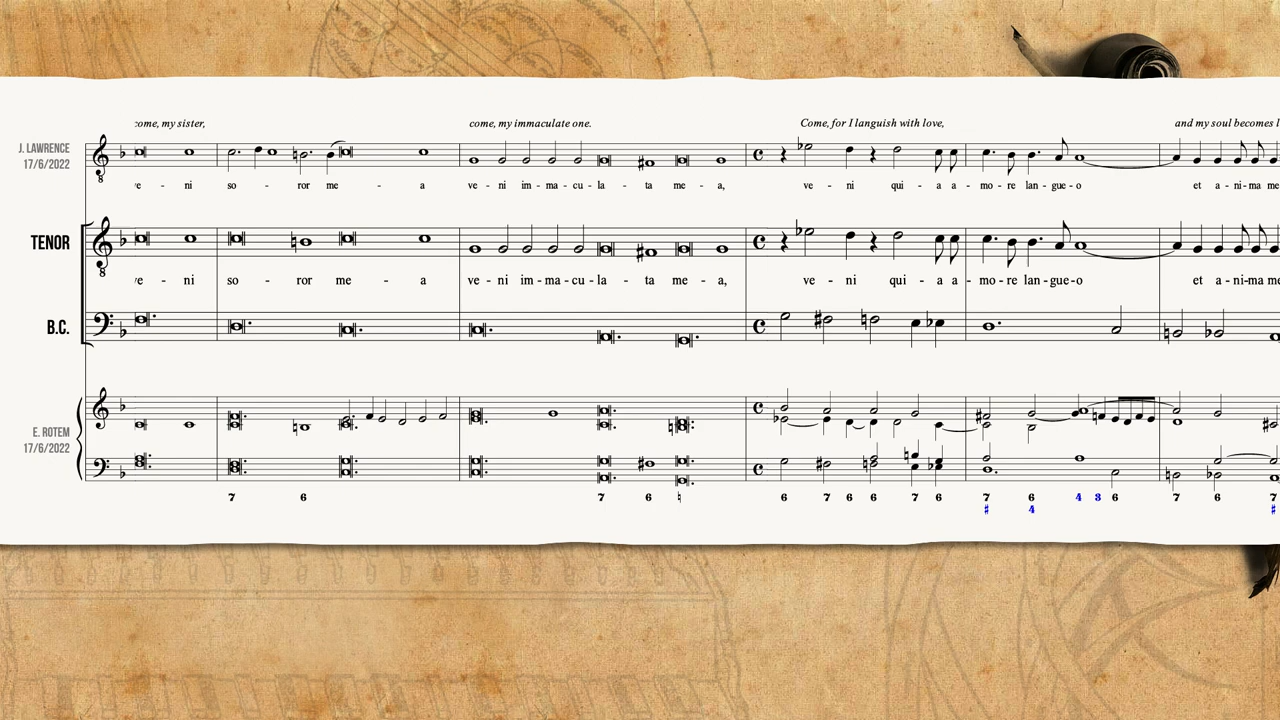 come, my sister, come, my immaculate one. Come, for I languish with love, and my soul becomes
J. LAWRENCE
17/6/2022
ve - ni so - ror me - a ve - ni im - ma - cu - la - ta me - a, ve - ni qui - a a - mo - re lan - gue - o et a - ni - ma me
TENOR
ve - ni so - ror me - a ve - ni im - ma - cu - la - ta me - a, ve - ni qui - a a - mo - re lan - gue - o et a - ni - ma me
B.C.
E. ROTEM
17/6/2022
7 6 7 6 ♮ 6 7 6 6 7 6 7 6 4 3 6 7 6 7
♯ 4 ♯